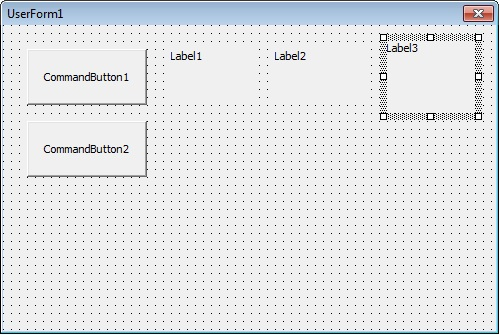 UserForm1
CommandButton1
Label1
Label2
Label3
CommandButton2